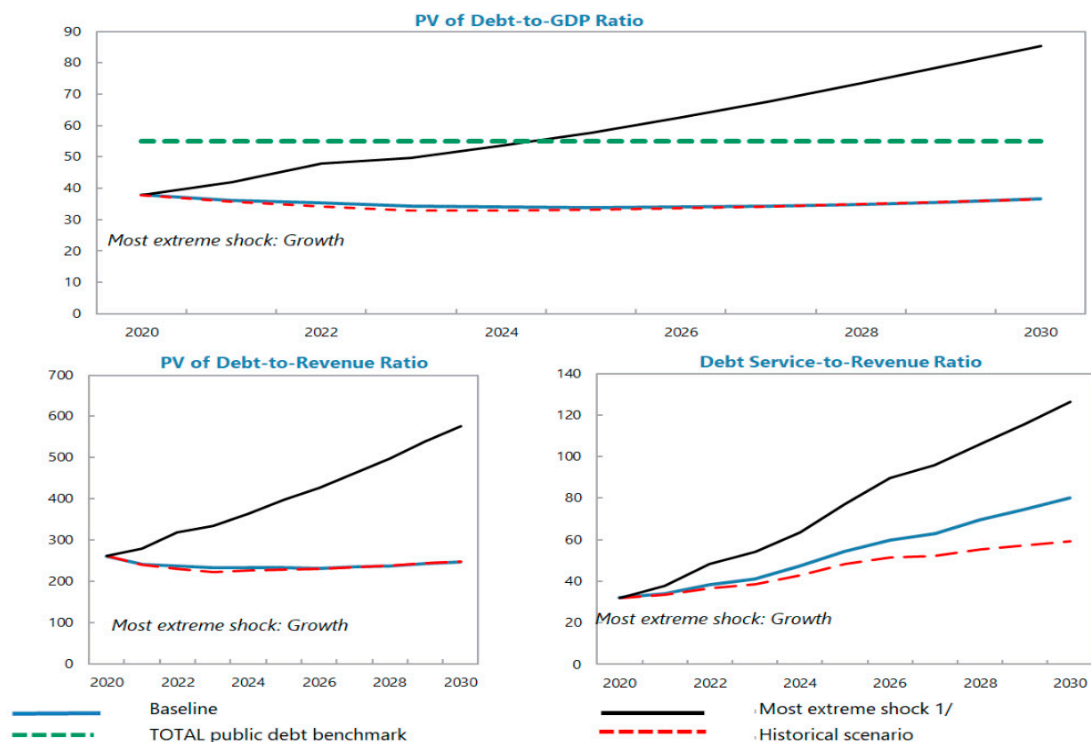 PV of Debt-to-GDP Ratio
90
80
70
60
50
40
30
20
10
0
Most extreme shock: Growth
2020 2022 2024 2026 2028 2030
PV of Debt-to-Revenue Ratio
700
600
500
400
300
200
100
0
Most extreme shock: Growth
2020 2022 2024 2026 2028 2030
Debt Service-to-Revenue Ratio
140
120
100
80
60
40
20
0
Most extreme shock: Growth
2020 2022 2024 2026 2028 2030
Baseline
TOTAL public debt benchmark
Most extreme shock 1/
Historical scenario